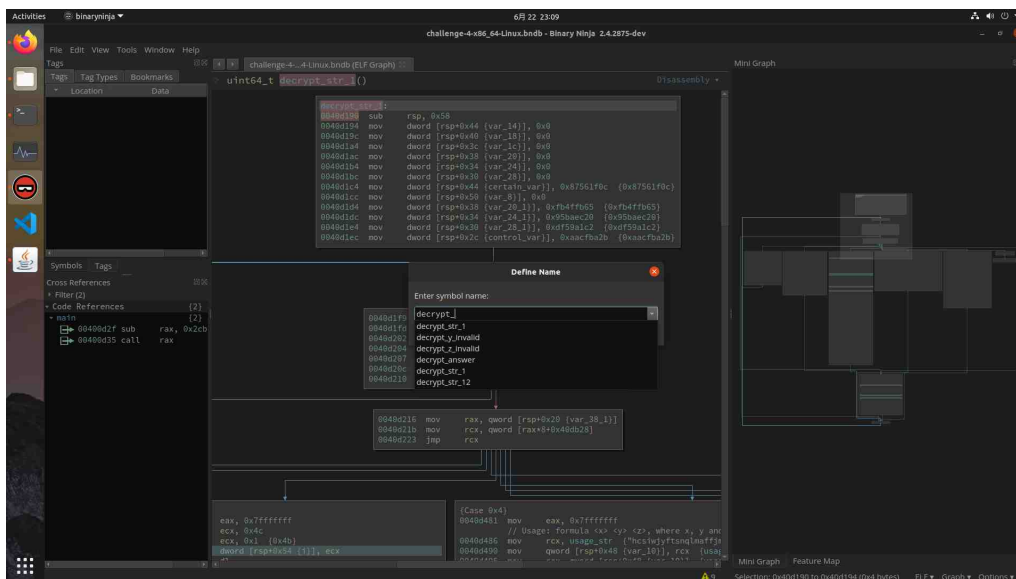 Activities
binaryninja
6月 22 23:09
challenge-4-x86_64-Linux.bndb - Binary Ninja 2.4.2875-dev
File Edit View Tools Window Help
Tags
challenge-4-...4-Linux.bndb (ELF Graph)
Mini Graph
Tags Tag Types Bookmarks
Location Data
uint64_t decrypt_str_1()
Disassembly
decrypt_str_1:
0040d190 sub rsp, 0x58
0040d194 mov dword [rsp+0x44 {var_14}], 0x0
0040d19c mov dword [rsp+0x40 {var_18}], 0x0
0040d1a4 mov dword [rsp+0x3c {var_1c}], 0x0
0040d1ac mov dword [rsp+0x38 {var_20}], 0x0
0040d1b4 mov dword [rsp+0x34 {var_24}], 0x0
0040d1bc mov dword [rsp+0x30 {var_28}], 0x0
0040d1c4 mov dword [rsp+0x44 {certain_var}], 0x87561f0c {0x87561f0c}
0040d1cc mov dword [rsp+0x50 {var_8}], 0x0
0040d1d4 mov dword [rsp+0x38 {var_20_1}], 0xfb4ffb65 {0xfb4ffb65}
0040d1dc mov dword [rsp+0x34 {var_24_1}], 0x95baec20 {0x95baec20}
0040d1e4 mov dword [rsp+0x30 {var_28_1}], 0xdf59a1c2 {0xdf59a1c2}
0040d1ec mov dword [rsp+0x2c {control_var}], 0xaacfba2b {0xaacfba2b}
Symbols Tags
Cross References
Filter (2)
Code References {2}
main {2}
00400d2f sub rax, 0x2cb
00400d35 call rax
Define Name
Enter symbol name:
decrypt_
decrypt_str_1
decrypt_y_invalid
decrypt_z_invalid
decrypt_answer
decrypt_str_1
decrypt_str_12
0040d1f5
0040d1fd
0040d202
0040d204
0040d207
0040d20c
0040d210
0040d216 mov rax, qword [rsp+0x20 {var_38_1}]
0040d21b mov rcx, qword [rax*8+0x40db28]
0040d223 jmp rcx
eax, 0x7fffffff
ecx, 0x4c
ecx, 0x1 {0x4b}
dword [rsp+0x54 {i}], ecx
{Case 0x4}
0040d481 mov eax, 0x7fffffff
// Usage: formula <x> <y> <z>, where x, y and
0040d486 mov rcx, usage_str {"hcsiwjyftsnqlmaffjm
0040d490 mov qword [rsp+0x48 {var_10}], rcx {usag
Mini Graph Feature Map
9
Selection: 0x40d190 to 0x40d194 (0x4 bytes) ELF Graph Options